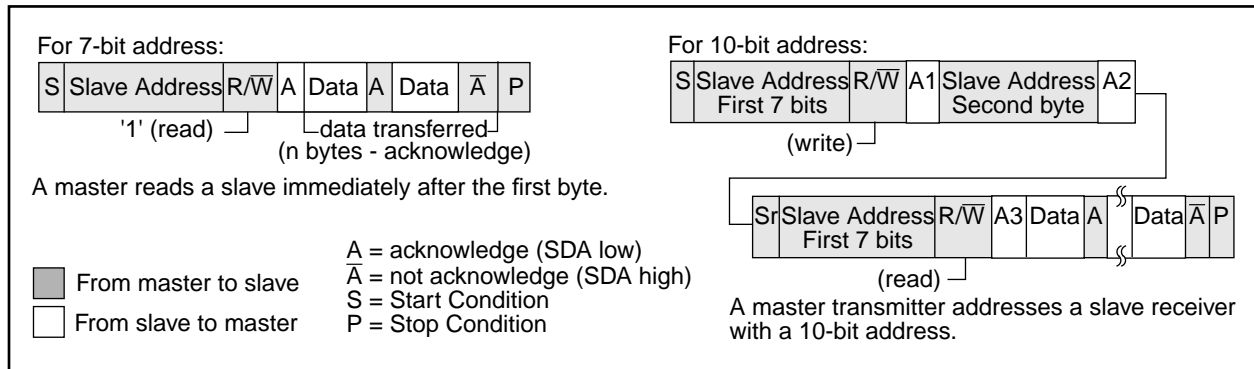 For 7-bit address:
S Slave Address R/W̅ A Data A Data A̅ P
'1' (read)
data transferred
(n bytes - acknowledge)
A master reads a slave immediately after the first byte.
From master to slave
From slave to master
A = acknowledge (SDA low)
A̅ = not acknowledge (SDA high)
S = Start Condition
P = Stop Condition
For 10-bit address:
S Slave Address First 7 bits R/W̅ A1 Slave Address Second byte A2
(write)
Sr Slave Address First 7 bits R/W̅ A3 Data A Data A̅ P
(read)
A master transmitter addresses a slave receiver
with a 10-bit address.